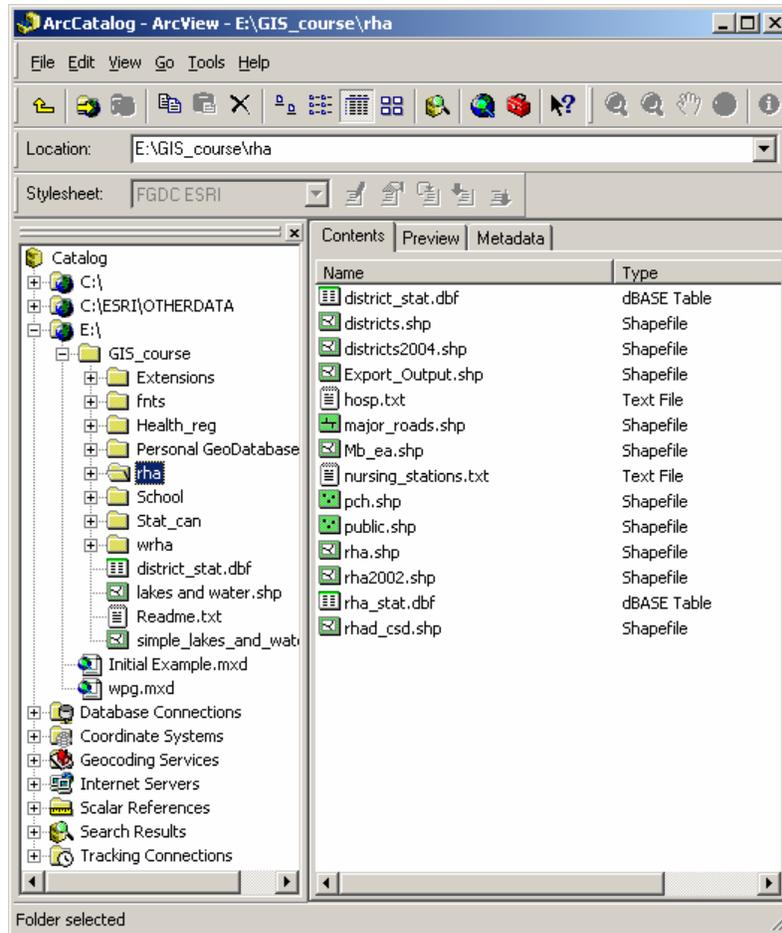 ArcCatalog - ArcView - E:\GIS_course\rha
File Edit View Go Tools Help
Location: E:\GIS_course\rha
Stylesheet: FGDC ESRI
Catalog
C:\
C:\ESRI\OTHERDATA
E:\
GIS_course
Extensions
fnts
Health_reg
Personal GeoDatabase
rha
School
Stat_can
wrha
district_stat.dbf
lakes and water.shp
Readme.txt
simple_lakes_and_wat
Initial Example.mxd
wpg.mxd
Database Connections
Coordinate Systems
Geocoding Services
Internet Servers
Scalar References
Search Results
Tracking Connections
Contents Preview Metadata
Name Type
district_stat.dbf dBASE Table
districts.shp Shapefile
districts2004.shp Shapefile
Export_Output.shp Shapefile
hosp.txt Text File
major_roads.shp Shapefile
Mb_ea.shp Shapefile
nursing_stations.txt Text File
pch.shp Shapefile
public.shp Shapefile
rha.shp Shapefile
rha2002.shp Shapefile
rha_stat.dbf dBASE Table
rhad_csd.shp Shapefile
Folder selected